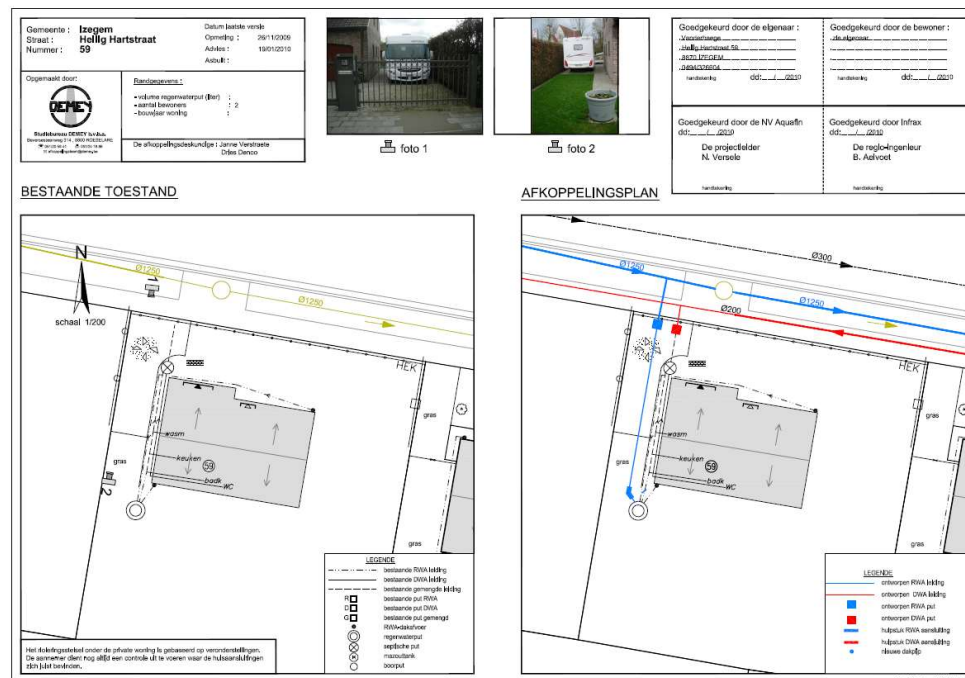 Gemeente : Izegem
Straat : Heilig Hartstraat
Nummer : 59
Datum laatste versie
Opmeting : 26/11/2009
Advies : 19/01/2010
Asbuilt :
Opgemaakt door:
DEMEY
Studiebureau DEMEY b.v.b.a.
Randgegevens :
- volume regenwaterput (liter) :
- aantal bewoners : 2
- bouwjaar woning :
De afkoppelingsdeskundige : Janne Verstraete
Dries Denoo
foto 1
foto 2
Goedgekeurd door de eigenaar :
Heilig Hartstraat 59
8870 IZEGEM
handtekening dd:__/__/2010
Goedgekeurd door de bewoner :
de eigenaar
handtekening dd:__/__/2010
Goedgekeurd door de NV Aquafin
dd:__/__/2010
De projectleider
N. Versele
handtekening
Goedgekeurd door Infrax
dd:__/__/2010
De regio-ingenieur
B. Aelvoet
handtekening
BESTAANDE TOESTAND
N
schaal 1/200
Ø1250
Ø1250
HEK
gras
wasm
keuken
59
badk
WC
gras
2
gras
LEGENDE
bestaande RWA leiding
bestaande DWA leiding
bestaande gemengde leiding
R bestaande put RWA
D bestaande put DWA
G bestaande put gemengd
RWA-dakafvoer
regenwaterput
septische put
mazouttank
boorput
Het rioleringsstelsel onder de private woning is gebaseerd op veronderstellingen.
De aannemer dient nog altijd een controle uit te voeren waar de huisaansluitingen
zich juist bevinden.
AFKOPPELINGSPLAN
Ø300
Ø1250
Ø1250
Ø200
HEK
gras
wasm
keuken
59
badk
WC
gras
gras
LEGENDE
ontworpen RWA leiding
ontworpen DWA leiding
ontworpen RWA put
ontworpen DWA put
hulpstuk RWA aansluiting
hulpstuk DWA aansluiting
nieuwe dakpijp